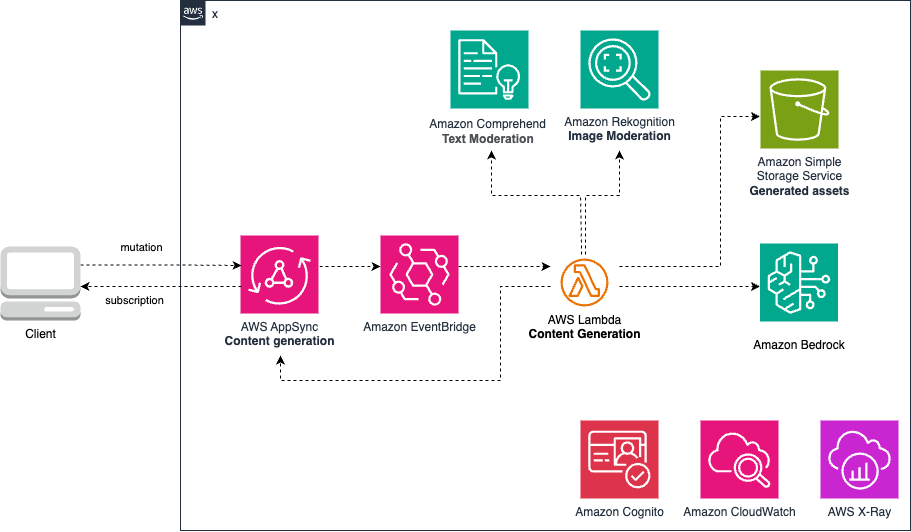 aws
x
Amazon Comprehend
Text Moderation
Amazon Rekognition
Image Moderation
Amazon Simple
Storage Service
Generated assets
mutation
subscription
Client
AWS AppSync
Content generation
Amazon EventBridge
AWS Lambda
Content Generation
Amazon Bedrock
Amazon Cognito
Amazon CloudWatch
AWS X-Ray